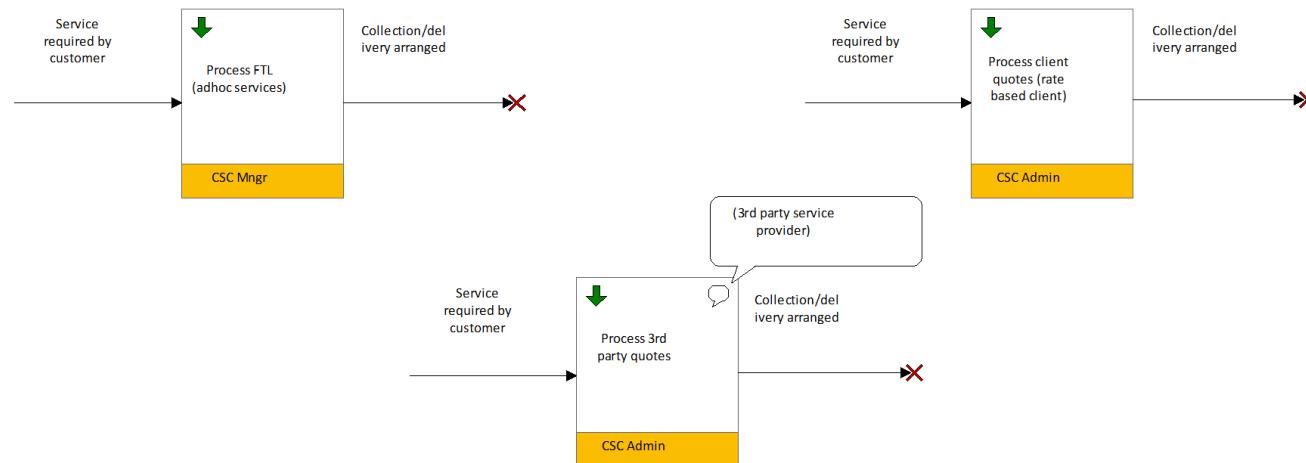 Service
required by
customer
Process FTL
(adhoc services)
CSC Mngr
Collection/del
ivery arranged
Service
required by
customer
Process client
quotes (rate
based client)
CSC Admin
Collection/del
ivery arranged
(3rd party service
provider)
Service
required by
customer
Process 3rd
party quotes
CSC Admin
Collection/del
ivery arranged